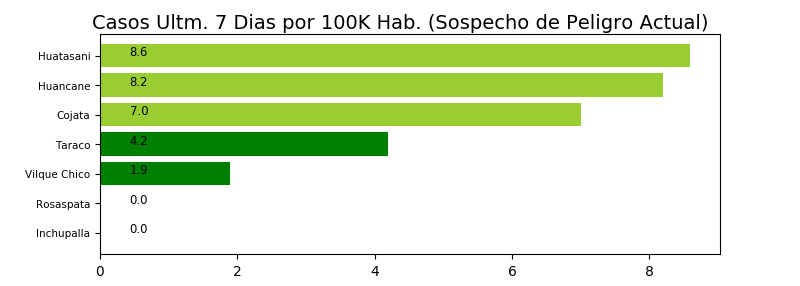 Casos Ultm. 7 Dias por 100K Hab. (Sospecho de Peligro Actual)
Huatasani 8.6
Huancane 8.2
Cojata 7.0
Taraco 4.2
Vilque Chico 1.9
Rosaspata 0.0
Inchupalla 0.0
0 2 4 6 8